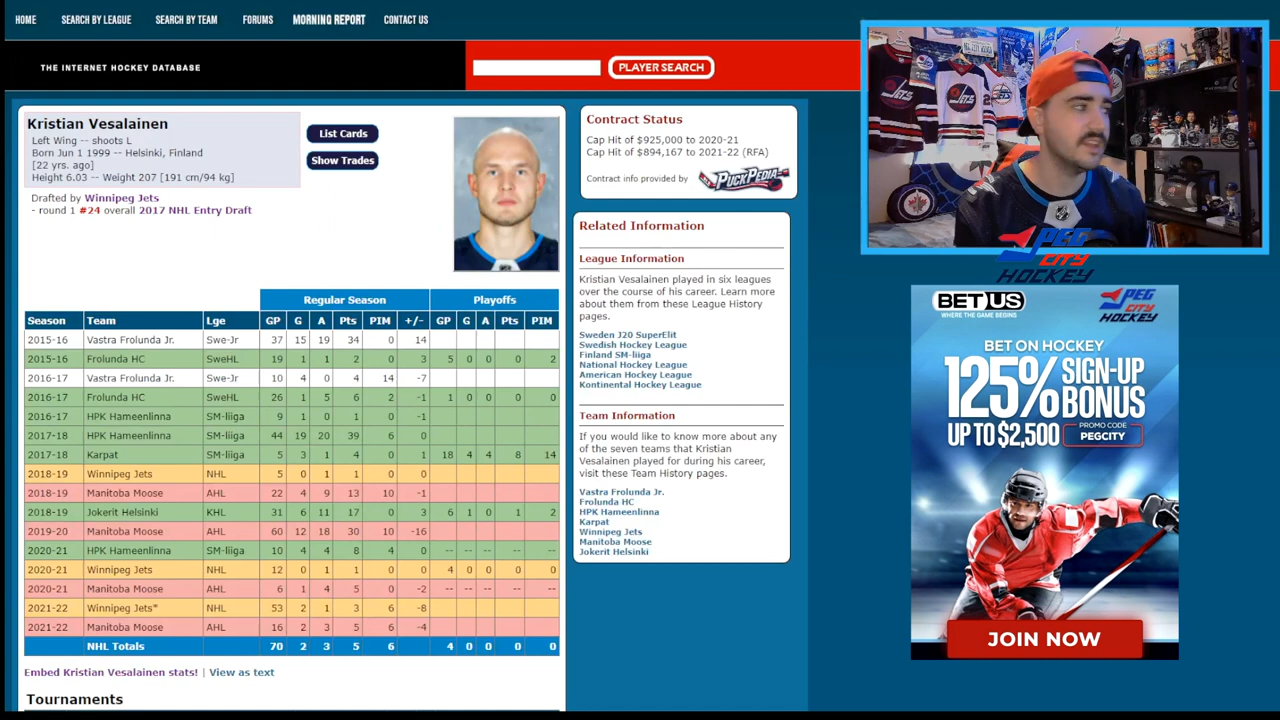 HOME SEARCH BY LEAGUE SEARCH BY TEAM FORUMS MORNING REPORT CONTACT US
THE INTERNET HOCKEY DATABASE
PLAYER SEARCH
Kristian Vesalainen
Left Wing -- shoots L
Born Jun 1 1999 -- Helsinki, Finland
[22 yrs. ago]
Height 6.03 -- Weight 207 [191 cm/94 kg]
List Cards
Show Trades
Drafted by Winnipeg Jets
- round 1 #24 overall 2017 NHL Entry Draft
Regular Season Playoffs
Season Team Lge GP G A Pts PIM +/- GP G A Pts PIM
2015-16 Vastra Frolunda Jr. Swe-Jr 37 15 19 34 0 14
2015-16 Frolunda HC SweHL 19 1 1 2 0 3 5 0 0 0 2
2016-17 Vastra Frolunda Jr. Swe-Jr 10 4 0 4 14 -7
2016-17 Frolunda HC SweHL 26 1 5 6 2 -1 1 0 0 0 0
2016-17 HPK Hameenlinna SM-liiga 9 1 0 1 0 -1
2017-18 HPK Hameenlinna SM-liiga 44 19 20 39 6 0
2017-18 Karpat SM-liiga 5 3 1 4 0 1 18 4 4 8 14
2018-19 Winnipeg Jets NHL 5 0 1 1 0 0
2018-19 Manitoba Moose AHL 22 4 9 13 10 -1
2018-19 Jokerit Helsinki KHL 31 6 11 17 0 3 6 1 0 1 2
2019-20 Manitoba Moose AHL 60 12 18 30 10 -16
2020-21 HPK Hameenlinna SM-liiga 10 4 4 8 4 0 -- -- -- -- --
2020-21 Winnipeg Jets NHL 12 0 1 1 0 0 4 0 0 0 0
2020-21 Manitoba Moose AHL 6 1 4 5 0 -2 -- -- -- -- --
2021-22 Winnipeg Jets* NHL 53 2 1 3 6 -8
2021-22 Manitoba Moose AHL 16 2 3 5 6 -4
NHL Totals 70 2 3 5 6 4 0 0 0 0
Embed Kristian Vesalainen stats! | View as text
Tournaments
Contract Status
Cap Hit of $925,000 to 2020-21
Cap Hit of $894,167 to 2021-22 (RFA)
Contract info provided by PUCKPEDIA
Related Information
League Information
Kristian Vesalainen played in six leagues
over the course of his career. Learn more
about them from these League History
pages.
Sweden J20 SuperElit
Swedish Hockey League
Finland SM-liiga
National Hockey League
American Hockey League
Kontinental Hockey League
Team Information
If you would like to know more about any
of the seven teams that Kristian
Vesalainen played for during his career,
visit these Team History pages.
Vastra Frolunda Jr.
Frolunda HC
HPK Hameenlinna
Karpat
Winnipeg Jets
Manitoba Moose
Jokerit Helsinki
JETS
JETS
PEG
CITY
HOCKEY
BETUS
WHERE THE GAME BEGINS
PEG
CITY
HOCKEY
BET ON HOCKEY
125% SIGN-UP
BONUS
UP TO $2,500
PROMO CODE
PEGCITY
JOIN NOW